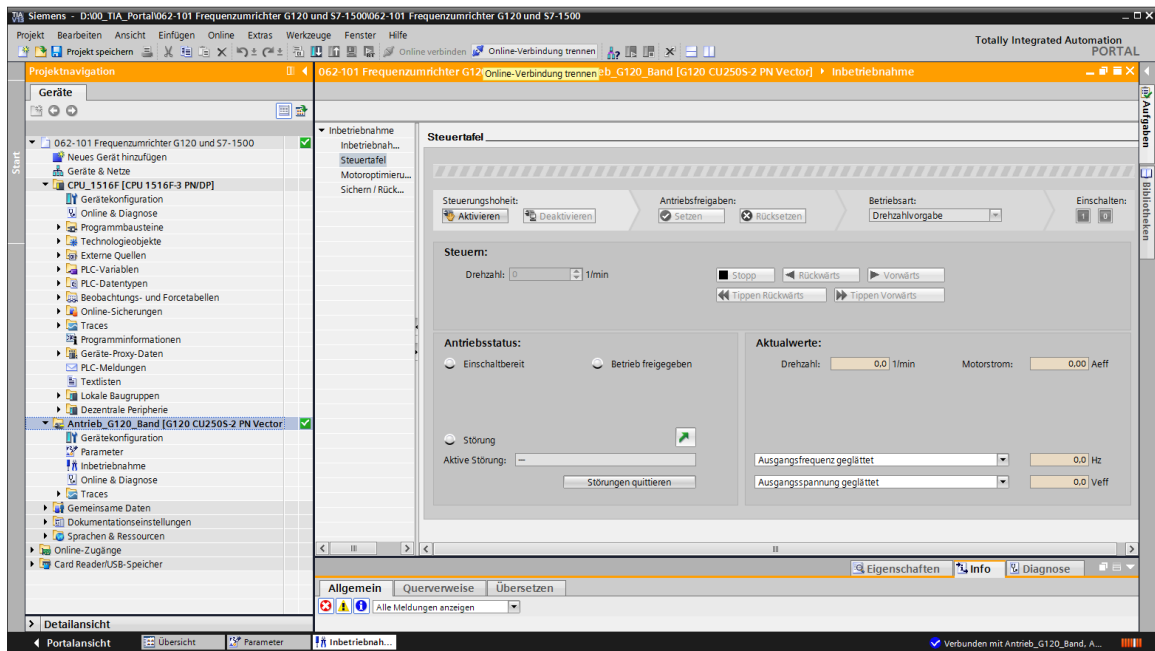 Siemens - D:\00_TIA_Portal\062-101 Frequenzumrichter G120 und S7-1500\062-101 Frequenzumrichter G120 und S7-1500
Projekt Bearbeiten Ansicht Einfügen Online Extras Werkzeuge Fenster Hilfe
Totally Integrated Automation
PORTAL
Projekt speichern Online verbinden Online-Verbindung trennen
Projektnavigation
062-101 Frequenzumrichter G12 Online-Verbindung trennen eb_G120_Band [G120 CU250S-2 PN Vector] Inbetriebnahme
Geräte
Start
062-101 Frequenzumrichter G120 und S7-1500
Neues Gerät hinzufügen
Geräte & Netze
CPU_1516F [CPU 1516F-3 PN/DP]
Gerätekonfiguration
Online & Diagnose
Programmbausteine
Technologieobjekte
Externe Quellen
PLC-Variablen
PLC-Datentypen
Beobachtungs- und Forcetabellen
Online-Sicherungen
Traces
Programminformationen
Geräte-Proxy-Daten
PLC-Meldungen
Textlisten
Lokale Baugruppen
Dezentrale Peripherie
Antrieb_G120_Band [G120 CU250S-2 PN Vector
Gerätekonfiguration
Parameter
Inbetriebnahme
Online & Diagnose
Traces
Gemeinsame Daten
Dokumentationseinstellungen
Sprachen & Ressourcen
Online-Zugänge
Card Reader/USB-Speicher
Detailansicht
Inbetriebnahme
Inbetriebnah...
Steuertafel
Motoroptimieru...
Sichern / Rück...
Steuertafel
Steuerungshoheit:
Aktivieren Deaktivieren
Antriebsfreigaben:
Setzen Rücksetzen
Betriebsart:
Drehzahlvorgabe
Einschalten:
1 0
Steuern:
Drehzahl: 0 1/min
Stopp Rückwärts Vorwärts
Tippen Rückwärts Tippen Vorwärts
Antriebsstatus:
Einschaltbereit Betrieb freigegeben
Störung
Aktive Störung: —
Störungen quittieren
Aktualwerte:
Drehzahl: 0,0 1/min Motorstrom: 0,00 Aeff
Ausgangsfrequenz geglättet 0,0 Hz
Ausgangsspannung geglättet 0,0 Veff
Aufgaben
Bibliotheken
Eigenschaften Info Diagnose
Allgemein Querverweise Übersetzen
Alle Meldungen anzeigen
Portalansicht Übersicht Parameter Inbetriebnah... Verbunden mit Antrieb_G120_Band, A...